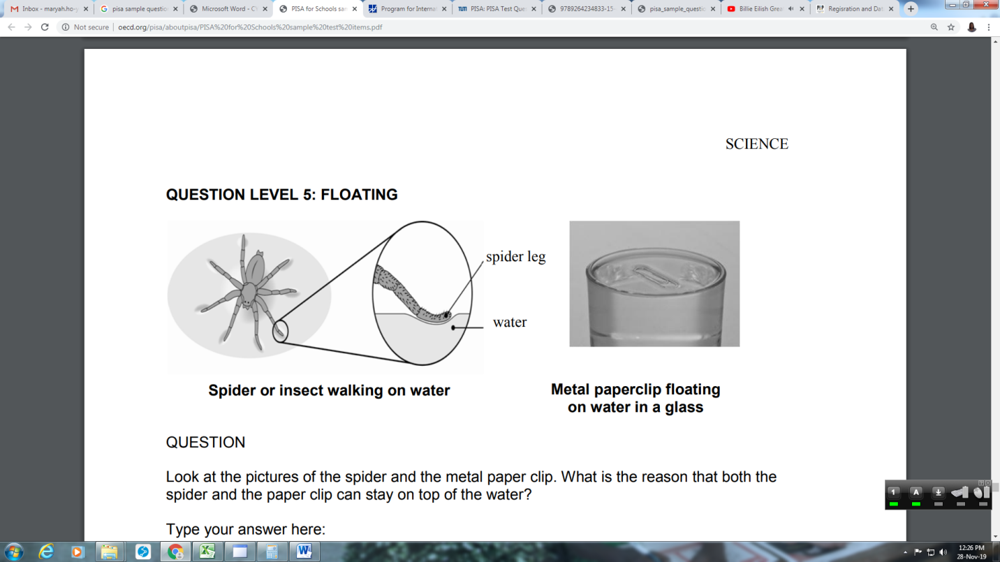 Inbox - maryah.ho-y
pisa sample question
Microsoft Word - C
PISA for Schools sam
Program for Internat
TUM PISA: PISA Test Ques
9789264234833-15-
pisa_sample_questio
Billie Eilish Grea
Regisration and Dat
Not secure | oecd.org/pisa/aboutpisa/PISA%20for%20Schools%20sample%20test%20items.pdf
SCIENCE
QUESTION LEVEL 5: FLOATING
spider leg
water
Spider or insect walking on water
Metal paperclip floating
on water in a glass
QUESTION
Look at the pictures of the spider and the metal paper clip. What is the reason that both the
spider and the paper clip can stay on top of the water?
Type your answer here:
1 A
12:26 PM
28-Nov-19